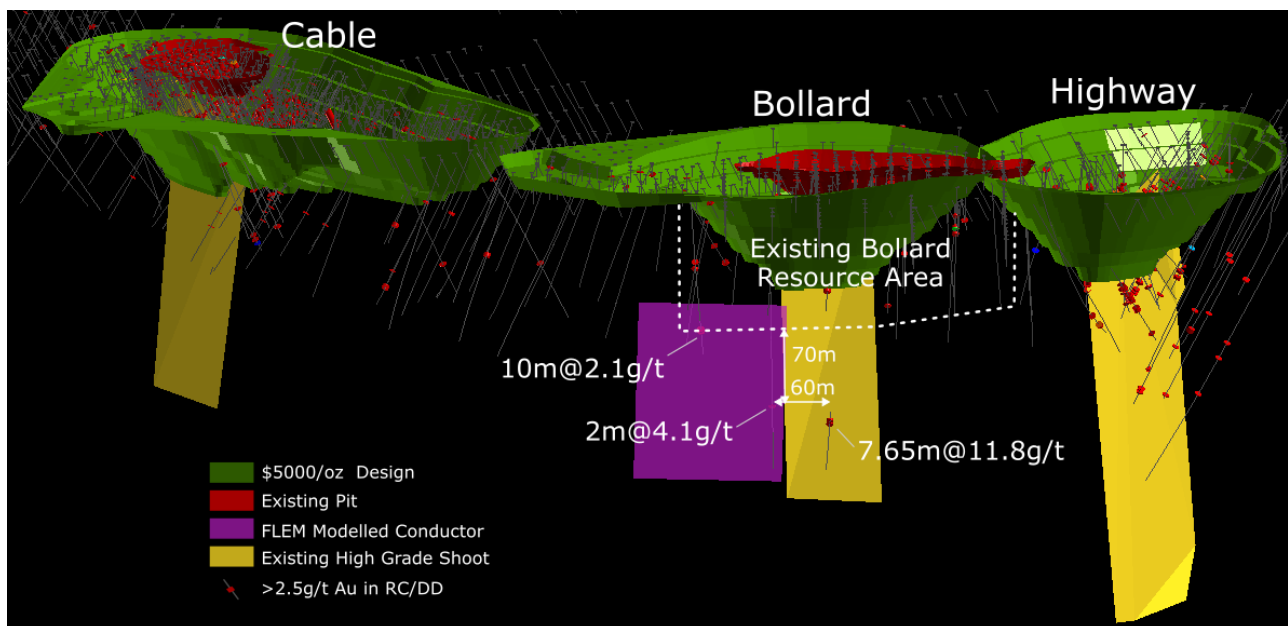 Cable
Bollard
Highway
Existing Bollard
Resource Area
70m
10m@2.1g/t
60m
2m@4.1g/t
7.65m@11.8g/t
$5000/oz Design
Existing Pit
FLEM Modelled Conductor
Existing High Grade Shoot
>2.5g/t Au in RC/DD